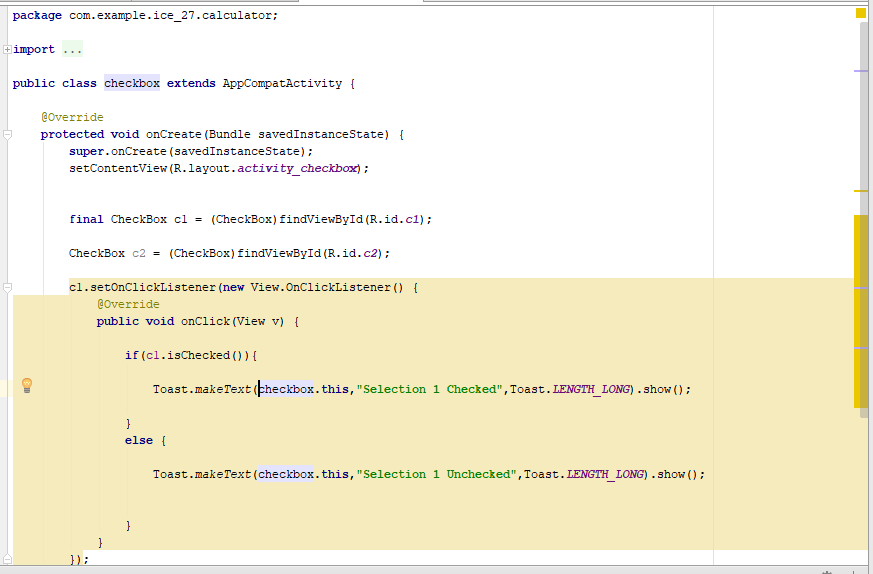 package com.example.ice_27.calculator;
import ...
public class checkbox extends AppCompatActivity {
@Override
protected void onCreate(Bundle savedInstanceState) {
super.onCreate(savedInstanceState);
setContentView(R.layout.activity_checkbox);
final CheckBox c1 = (CheckBox)findViewById(R.id.c1);
CheckBox c2 = (CheckBox)findViewById(R.id.c2);
c1.setOnClickListener(new View.OnClickListener() {
@Override
public void onClick(View v) {
if(c1.isChecked()){
Toast.makeText(checkbox.this,"Selection 1 Checked",Toast.LENGTH_LONG).show();
}
else {
Toast.makeText(checkbox.this,"Selection 1 Unchecked",Toast.LENGTH_LONG).show();
}
}
});